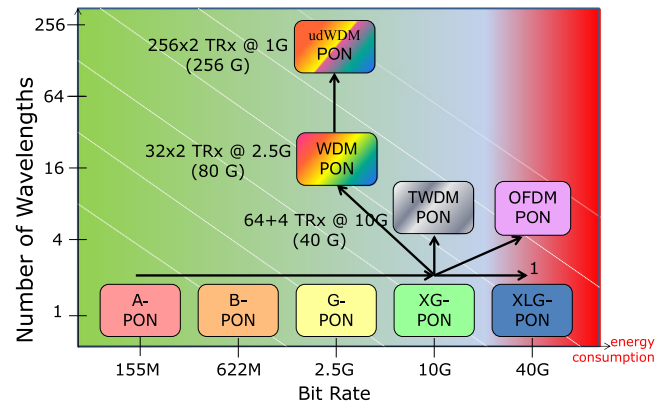 Number of Wavelengths
256
64
16
4
1
256x2 TRx @ 1G
(256 G)
udWDM
PON
32x2 TRx @ 2.5G
(80 G)
WDM
PON
64+4 TRx @ 10G
(40 G)
TWDM
PON
OFDM
PON
1
A-
PON
B-
PON
G-
PON
XG-
PON
XLG-
PON
energy
consumption
155M
622M
2.5G
10G
40G
Bit Rate